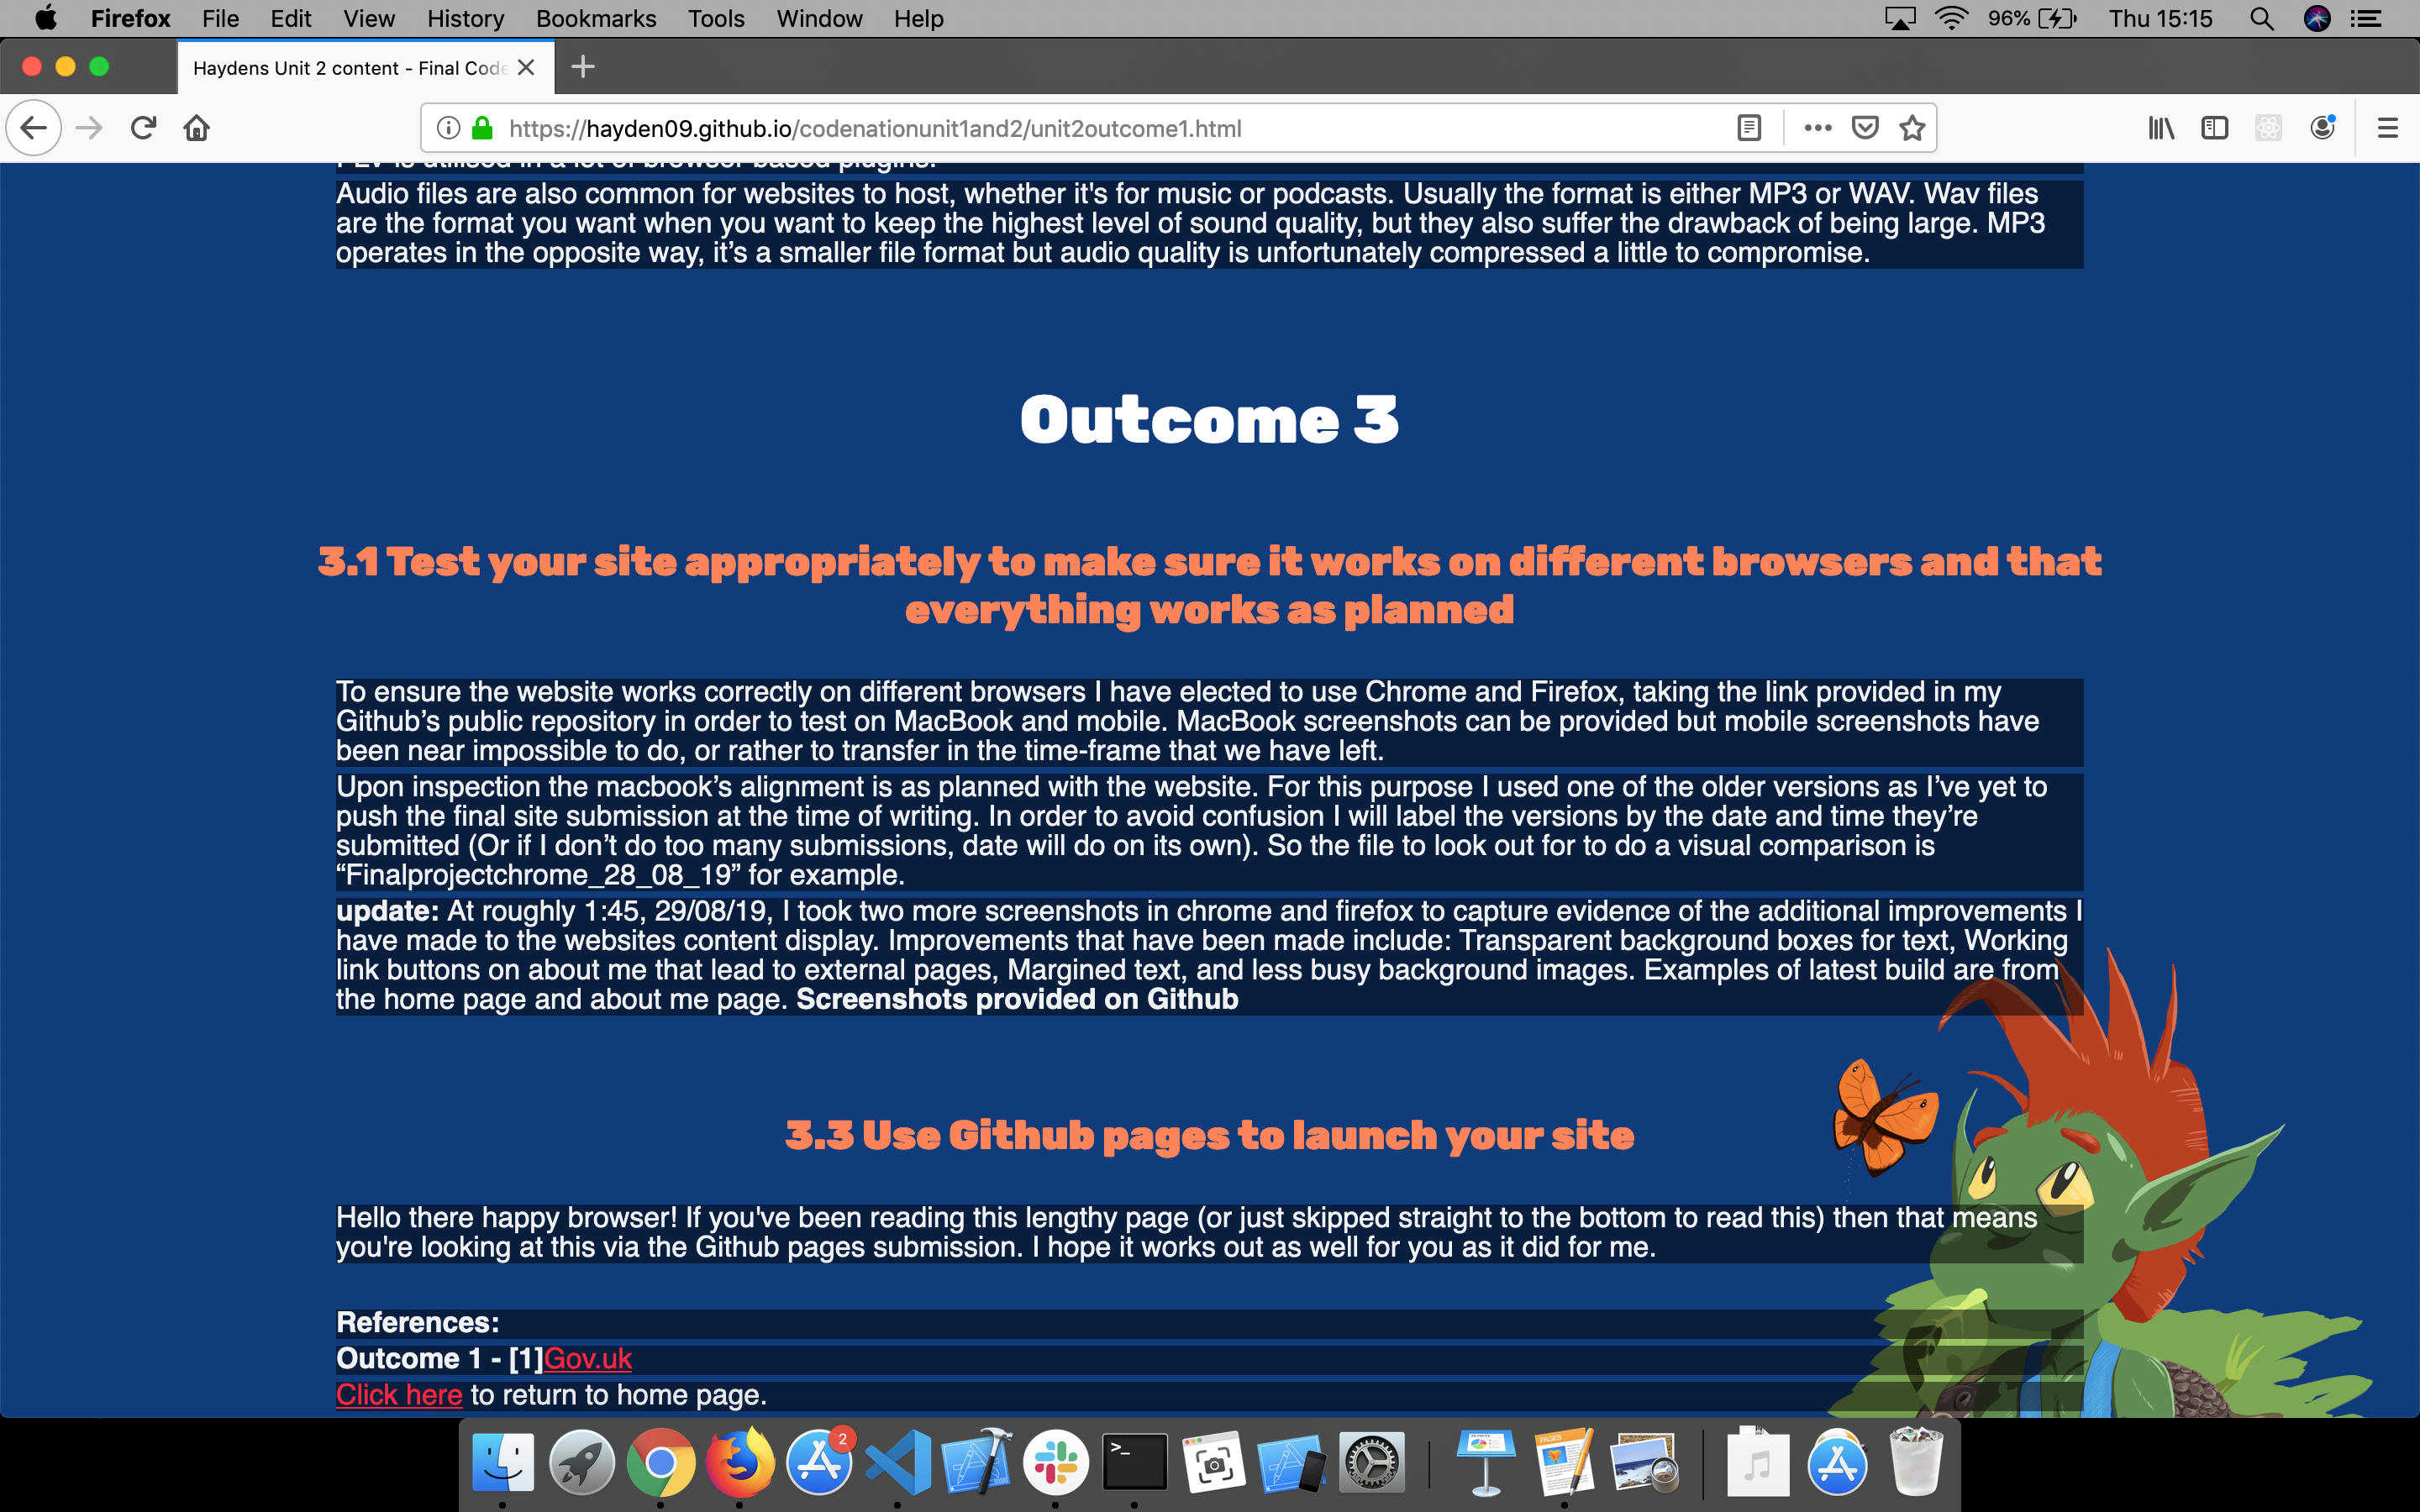 Firefox File Edit View History Bookmarks Tools Window Help 96% Thu 15:15
Haydens Unit 2 content - Final Code
https://hayden09.github.io/codenationunit1and2/unit2outcome1.html
FLV is utilised in a lot of browser based plugins.
Audio files are also common for websites to host, whether it's for music or podcasts. Usually the format is either MP3 or WAV. Wav files
are the format you want when you want to keep the highest level of sound quality, but they also suffer the drawback of being large. MP3
operates in the opposite way, it’s a smaller file format but audio quality is unfortunately compressed a little to compromise.
Outcome 3
3.1 Test your site appropriately to make sure it works on different browsers and that
everything works as planned
To ensure the website works correctly on different browsers I have elected to use Chrome and Firefox, taking the link provided in my
Github’s public repository in order to test on MacBook and mobile. MacBook screenshots can be provided but mobile screenshots have
been near impossible to do, or rather to transfer in the time-frame that we have left.
Upon inspection the macbook’s alignment is as planned with the website. For this purpose I used one of the older versions as I’ve yet to
push the final site submission at the time of writing. In order to avoid confusion I will label the versions by the date and time they’re
submitted (Or if I don’t do too many submissions, date will do on its own). So the file to look out for to do a visual comparison is
“Finalprojectchrome_28_08_19” for example.
update: At roughly 1:45, 29/08/19, I took two more screenshots in chrome and firefox to capture evidence of the additional improvements I
have made to the websites content display. Improvements that have been made include: Transparent background boxes for text, Working
link buttons on about me that lead to external pages, Margined text, and less busy background images. Examples of latest build are from
the home page and about me page. Screenshots provided on Github
3.3 Use Github pages to launch your site
Hello there happy browser! If you've been reading this lengthy page (or just skipped straight to the bottom to read this) then that means
you're looking at this via the Github pages submission. I hope it works out as well for you as it did for me.
References:
Outcome 1 - [1]Gov.uk
Click here to return to home page.
2
>_
PAGES